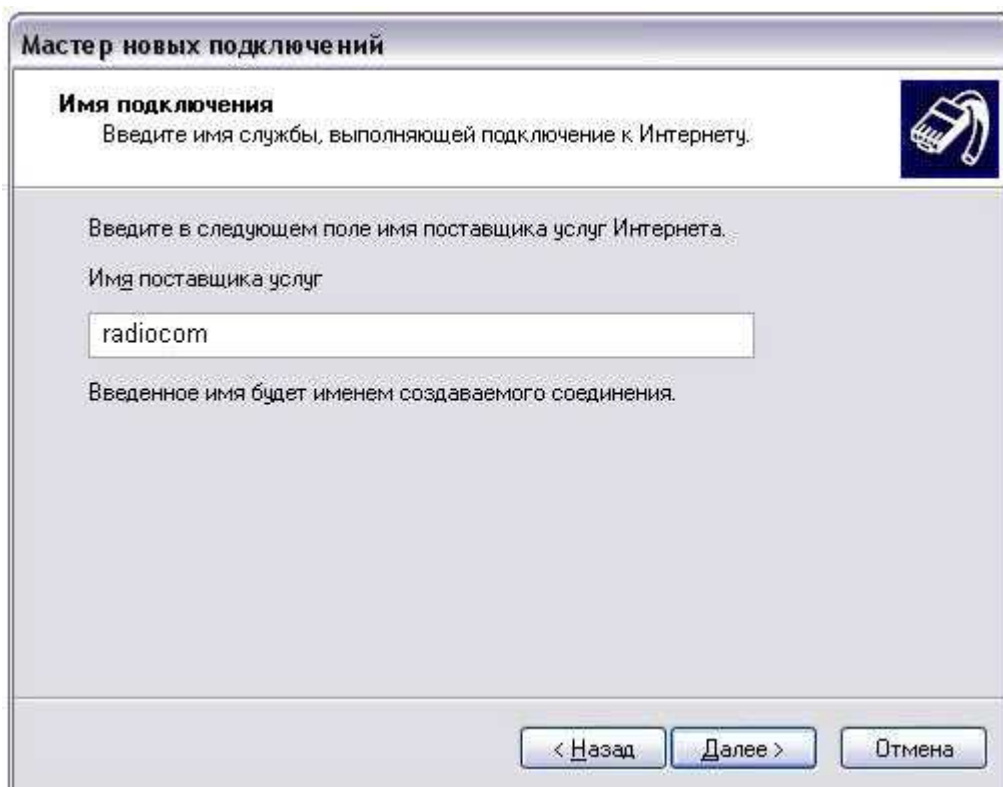 Мастер новых подключений
Имя подключения
Введите имя службы, выполняющей подключение к Интернету.
Введите в следующем поле имя поставщика услуг Интернета.
Имя поставщика услуг
radiocom
Введенное имя будет именем создаваемого соединения.
< Назад Далее > Отмена